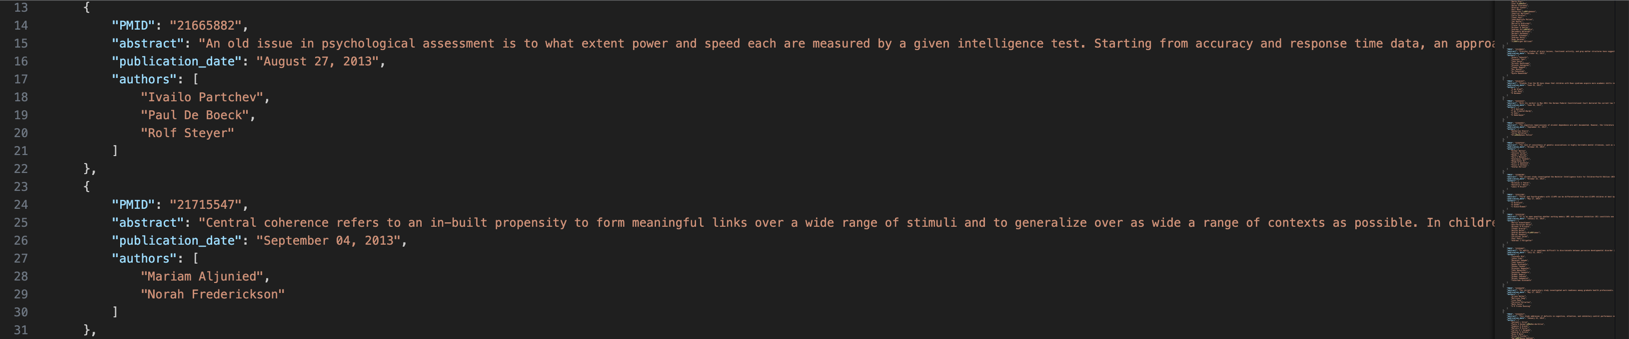 13 {
14 "PMID": "21665882",
15 "abstract": "An old issue in psychological assessment is to what extent power and speed each are measured by a given intelligence test. Starting from accuracy and response time data, an approa
16 "publication_date": "August 27, 2013",
17 "authors": [
18 "Ivailo Partchev",
19 "Paul De Boeck",
20 "Rolf Steyer"
21 ]
22 },
23 {
24 "PMID": "21715547",
25 "abstract": "Central coherence refers to an in-built propensity to form meaningful links over a wide range of stimuli and to generalize over as wide a range of contexts as possible. In childre
26 "publication_date": "September 04, 2013",
27 "authors": [
28 "Mariam Aljunied",
29 "Norah Frederickson"
30 ]
31 },